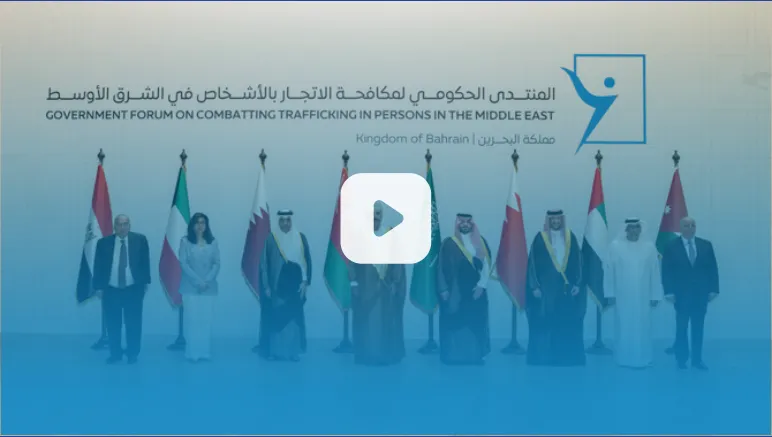 المنتدى الحكومي لمكافحة الاتجار بالأشخاص في الشرق الأوسط
GOVERNMENT FORUM ON COMBATTING TRAFFICKING IN PERSONS IN THE MIDDLE EAST
Kingdom of Bahrain | مملكة البحرين